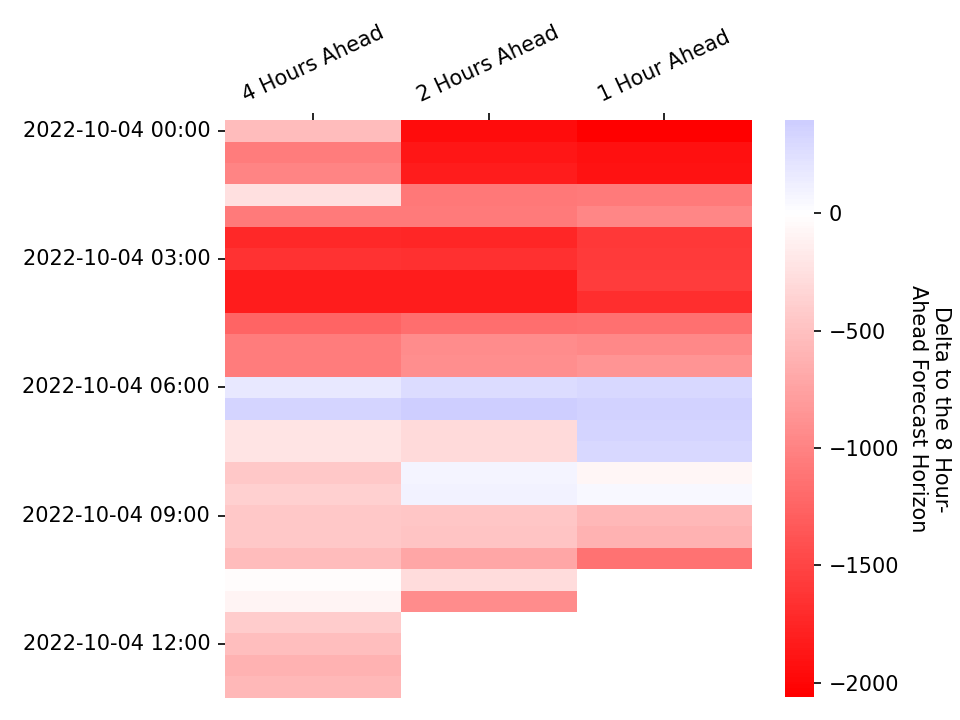 4 Hours Ahead
2 Hours Ahead
1 Hour Ahead
2022-10-04 00:00
2022-10-04 03:00
2022-10-04 06:00
2022-10-04 09:00
2022-10-04 12:00
0
−500
−1000
−1500
−2000
Delta to the 8 Hour-
Ahead Forecast Horizon